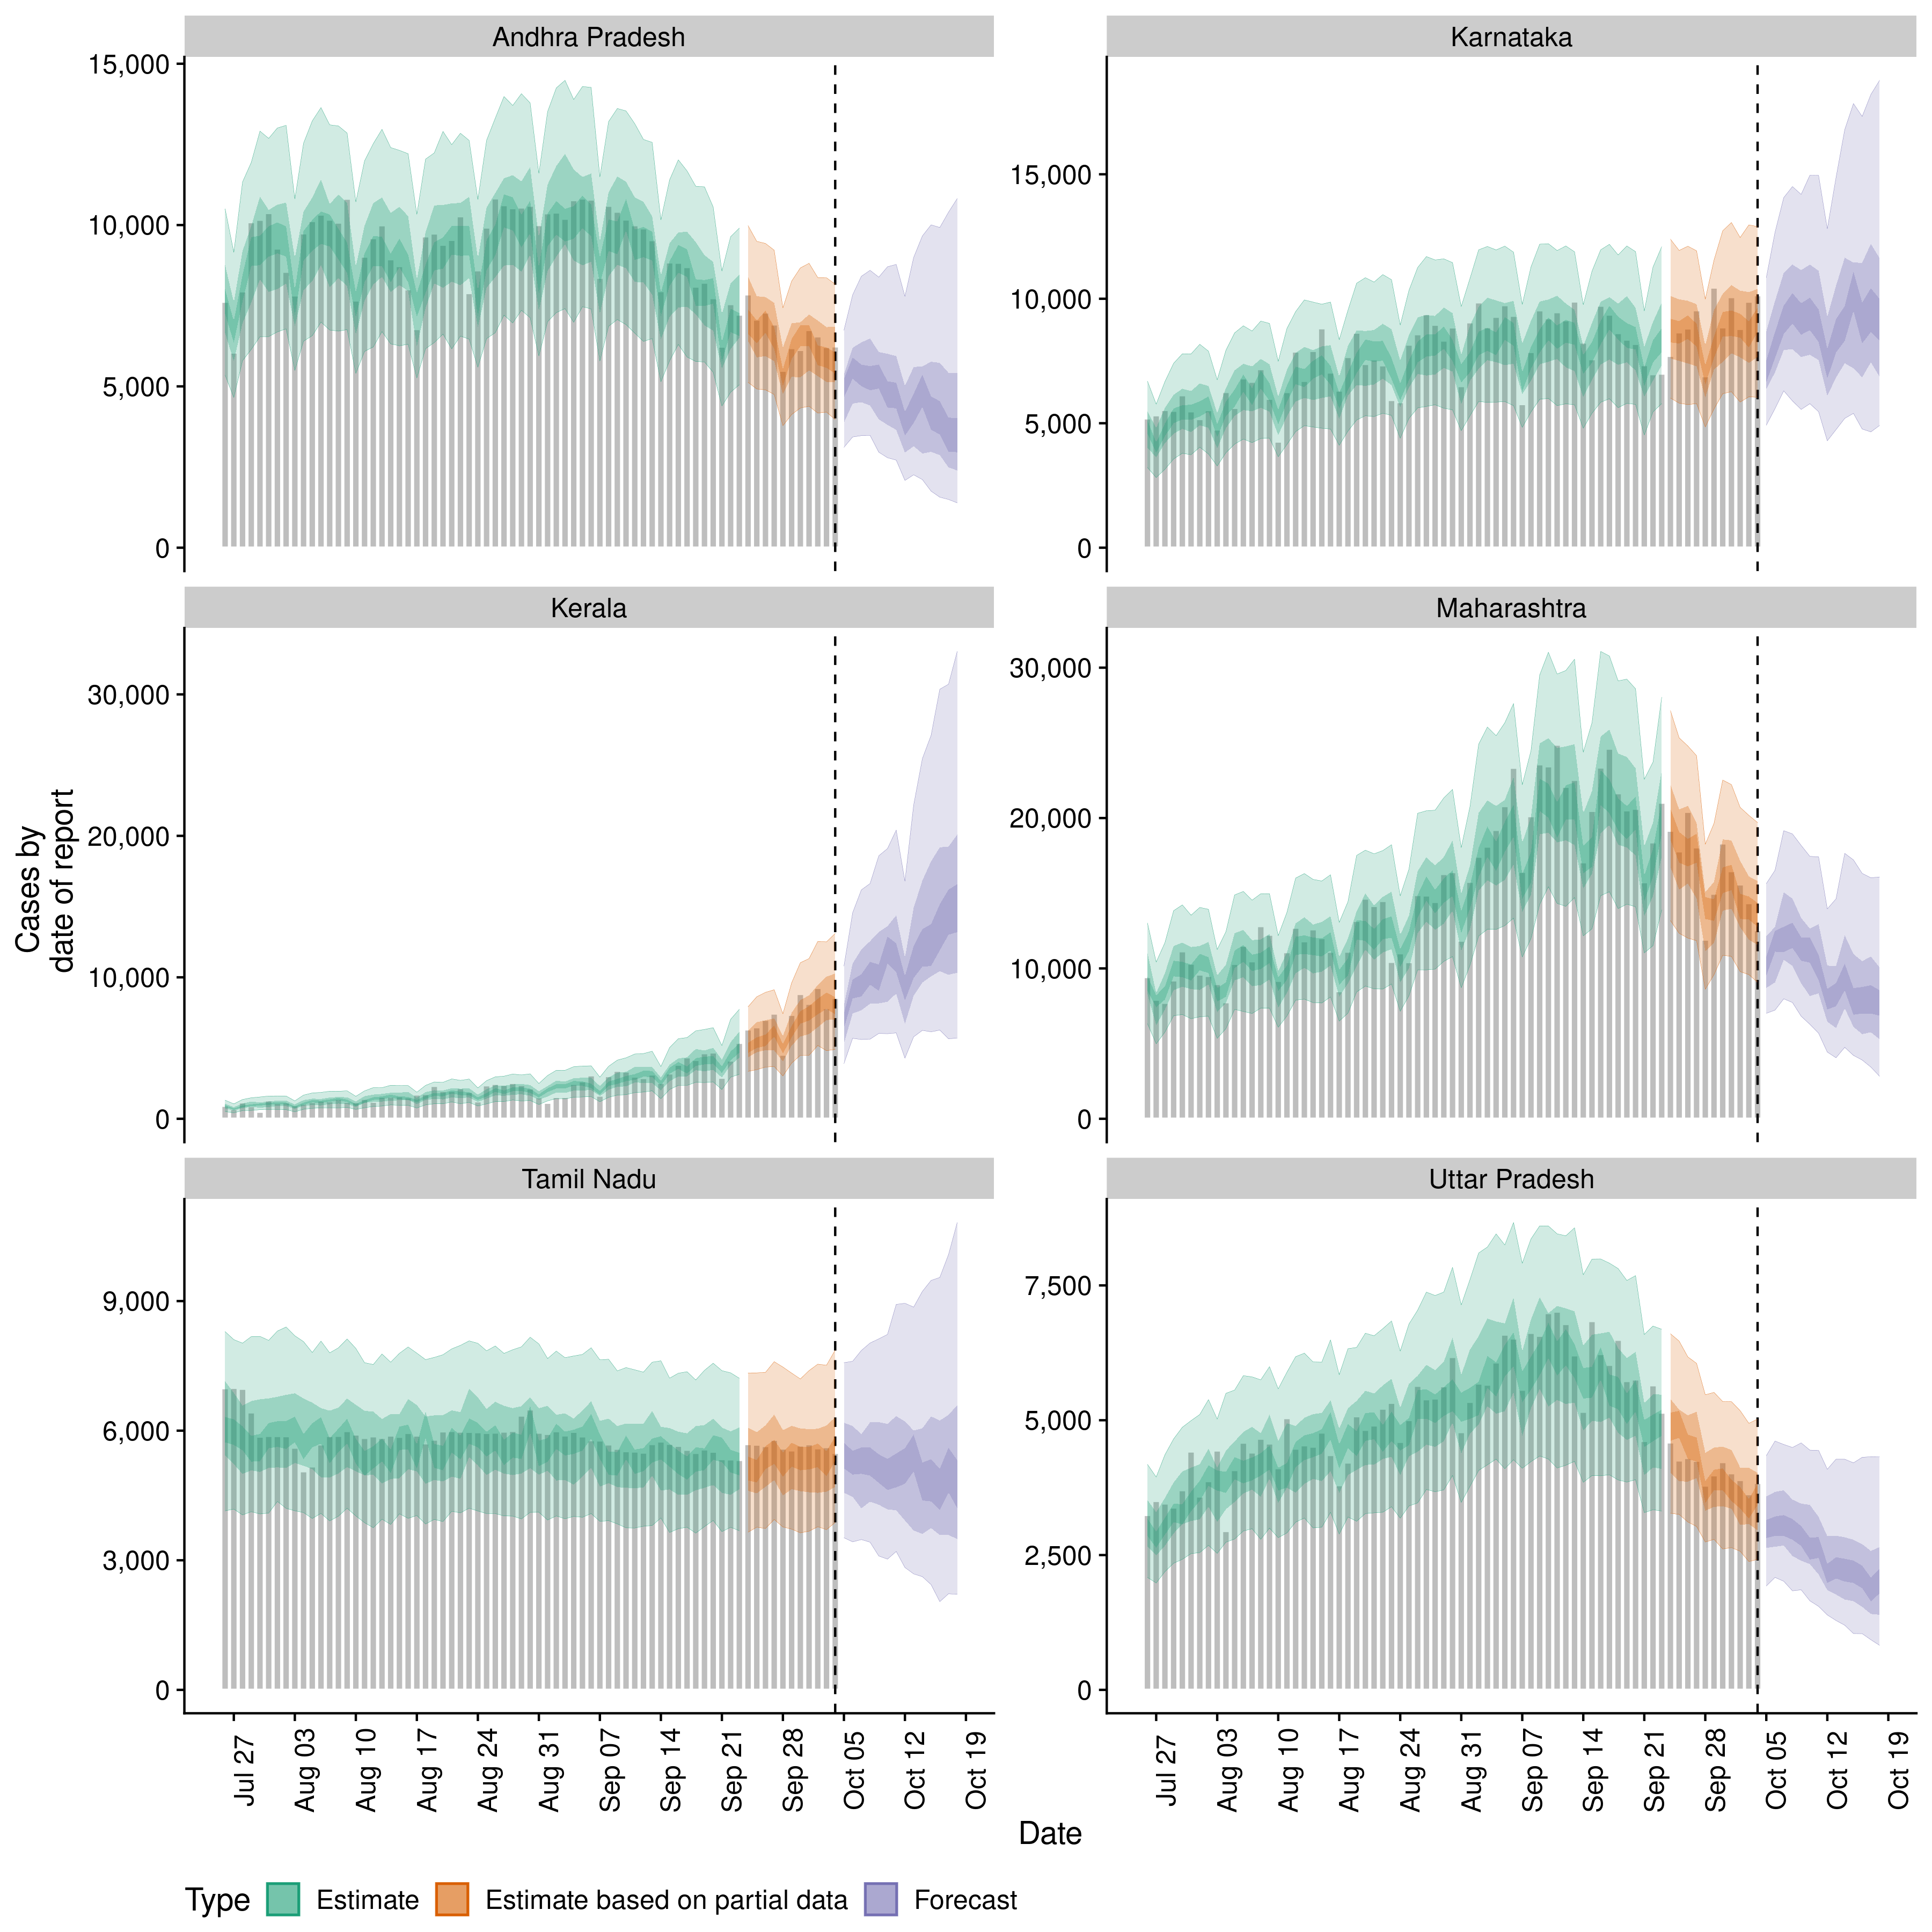 Andhra Pradesh
Karnataka
15,000
10,000
5,000
0
15,000
10,000
5,000
0
Kerala
Maharashtra
30,000
20,000
10,000
0
30,000
20,000
10,000
0
Cases by
date of report
Tamil Nadu
Uttar Pradesh
9,000
6,000
3,000
0
7,500
5,000
2,500
0
Jul 27
Aug 03
Aug 10
Aug 17
Aug 24
Aug 31
Sep 07
Sep 14
Sep 21
Sep 28
Oct 05
Oct 12
Oct 19
Jul 27
Aug 03
Aug 10
Aug 17
Aug 24
Aug 31
Sep 07
Sep 14
Sep 21
Sep 28
Oct 05
Oct 12
Oct 19
Date
Type Estimate Estimate based on partial data Forecast